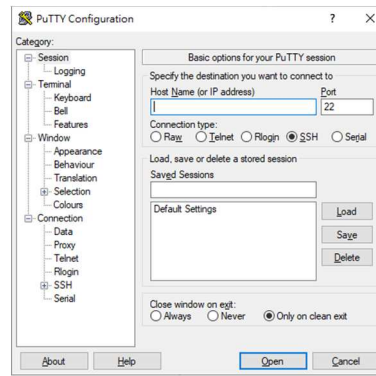 PuTTY Configuration ? X
Category:
Session
Logging
Terminal
Keyboard
Bell
Features
Window
Appearance
Behaviour
Translation
Selection
Colours
Connection
Data
Proxy
Telnet
Rlogin
SSH
Serial
Basic options for your PuTTY session
Specify the destination you want to connect to
Host Name (or IP address) Port
22
Connection type:
Raw Telnet Rlogin SSH Serial
Load, save or delete a stored session
Saved Sessions
Default Settings
Load
Save
Delete
Close window on exit:
Always Never Only on clean exit
About Help Open Cancel